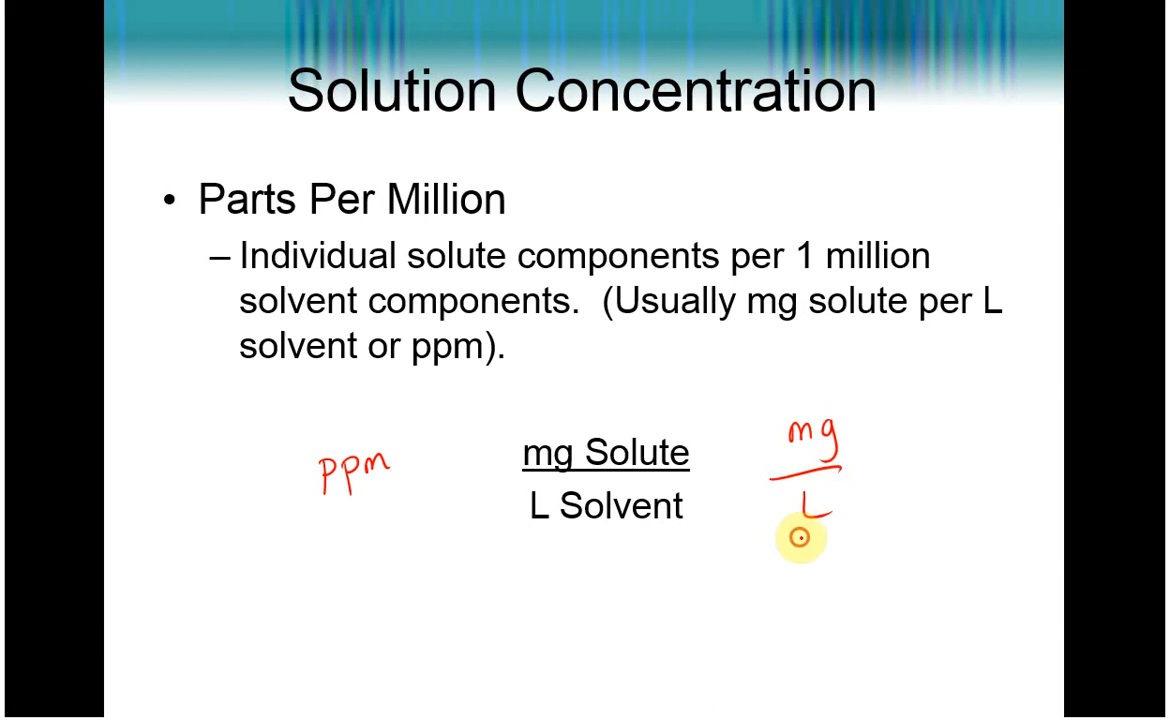 Solution Concentration
• Parts Per Million
– Individual solute components per 1 million
solvent components. (Usually mg solute per L
solvent or ppm).
ppm
mg Solute
L Solvent
mg
L